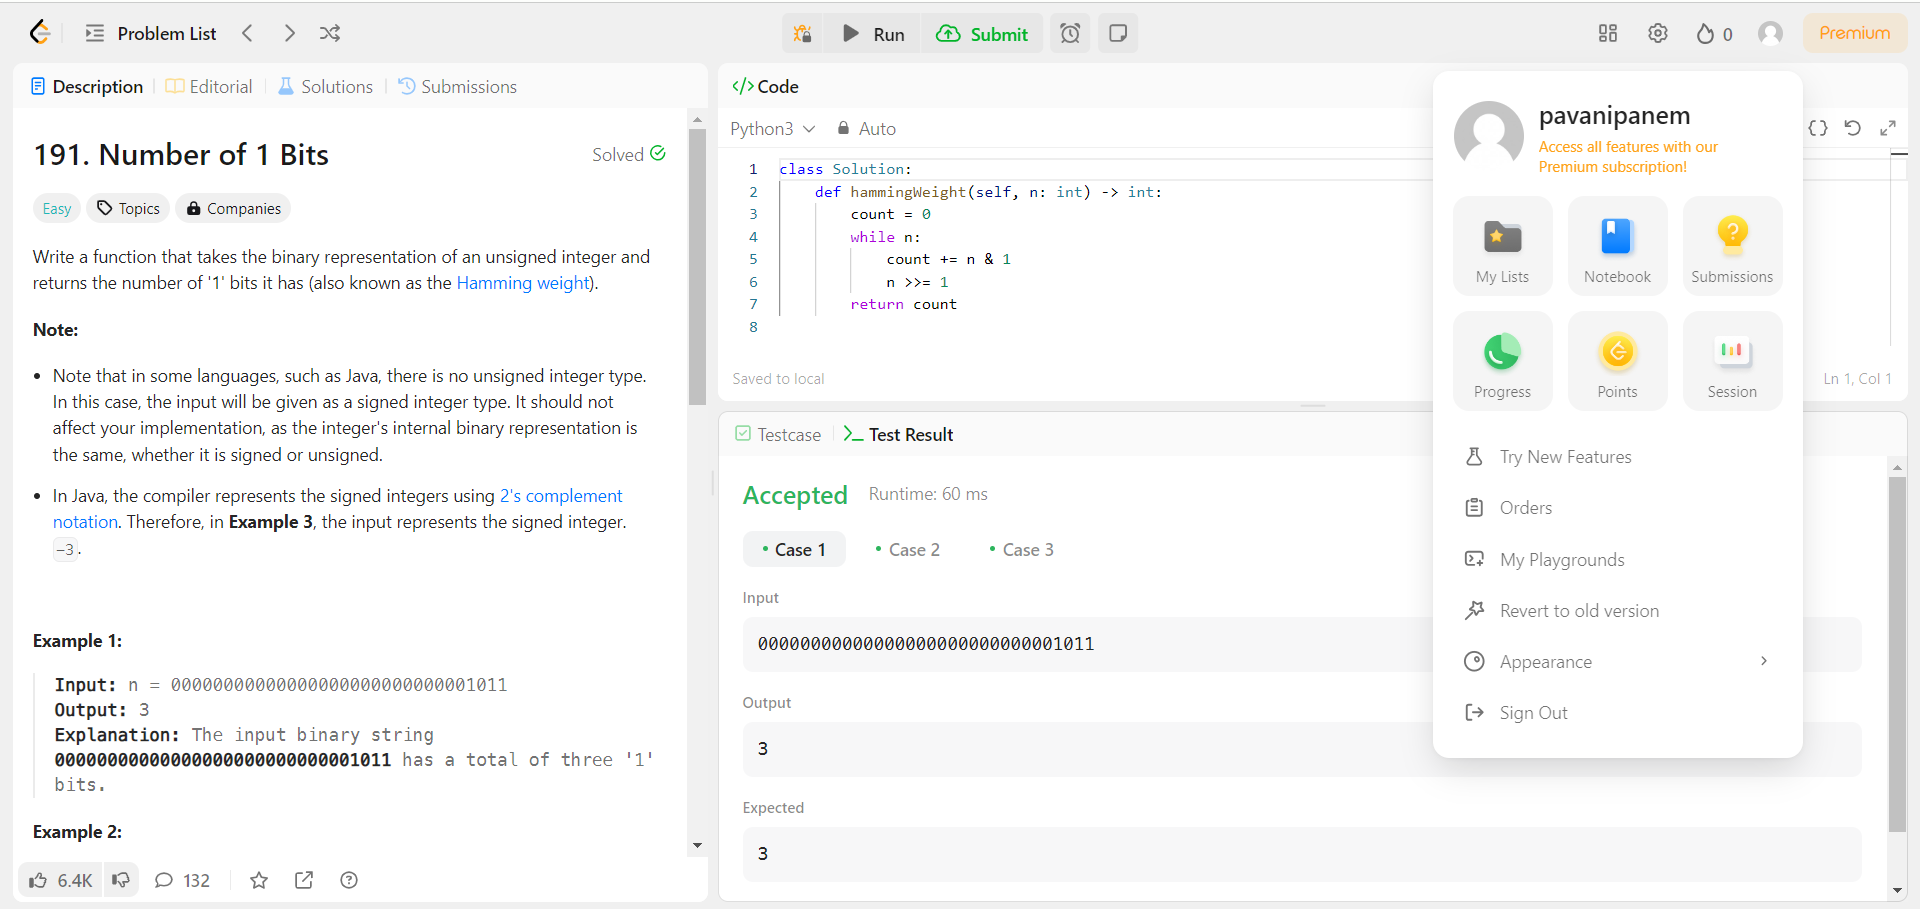 Problem List
Run
Submit
0
Premium
Description
Editorial
Solutions
Submissions
191. Number of 1 Bits
Solved
Easy
Topics
Companies
Write a function that takes the binary representation of an unsigned integer and
returns the number of '1' bits it has (also known as the Hamming weight).
Note:
• Note that in some languages, such as Java, there is no unsigned integer type.
In this case, the input will be given as a signed integer type. It should not
affect your implementation, as the integer's internal binary representation is
the same, whether it is signed or unsigned.
• In Java, the compiler represents the signed integers using 2's complement
notation. Therefore, in Example 3, the input represents the signed integer.
-3.
Example 1:
Input: n = 00000000000000000000000000001011
Output: 3
Explanation: The input binary string
00000000000000000000000000001011 has a total of three '1'
bits.
Example 2:
6.4K
132
</> Code
Python3
Auto
1 class Solution:
2 def hammingWeight(self, n: int) -> int:
3 count = 0
4 while n:
5 count += n & 1
6 n >>= 1
7 return count
8
Saved to local
Ln 1, Col 1
Testcase
Test Result
Accepted
Runtime: 60 ms
• Case 1
• Case 2
• Case 3
Input
00000000000000000000000000001011
Output
3
Expected
3
pavanipanem
Access all features with our
Premium subscription!
My Lists
Notebook
Submissions
Progress
Points
Session
Try New Features
Orders
My Playgrounds
Revert to old version
Appearance
Sign Out